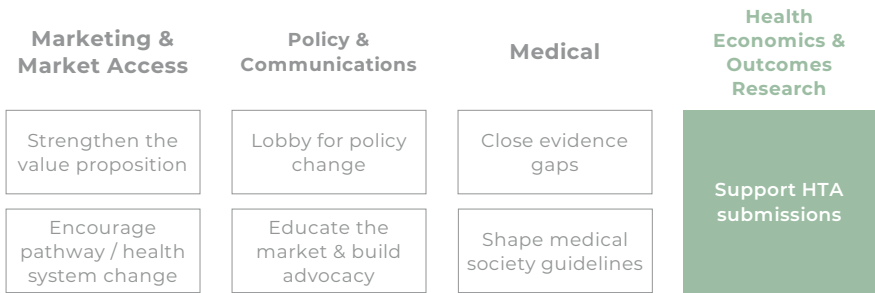 Marketing &
Market Access
Strengthen the
value proposition
Encourage
pathway / health
system change
Policy &
Communications
Lobby for policy
change
Educate the
market & build
advocacy
Medical
Close evidence
gaps
Shape medical
society guidelines
Health
Economics &
Outcomes
Research
Support HTA
submissions